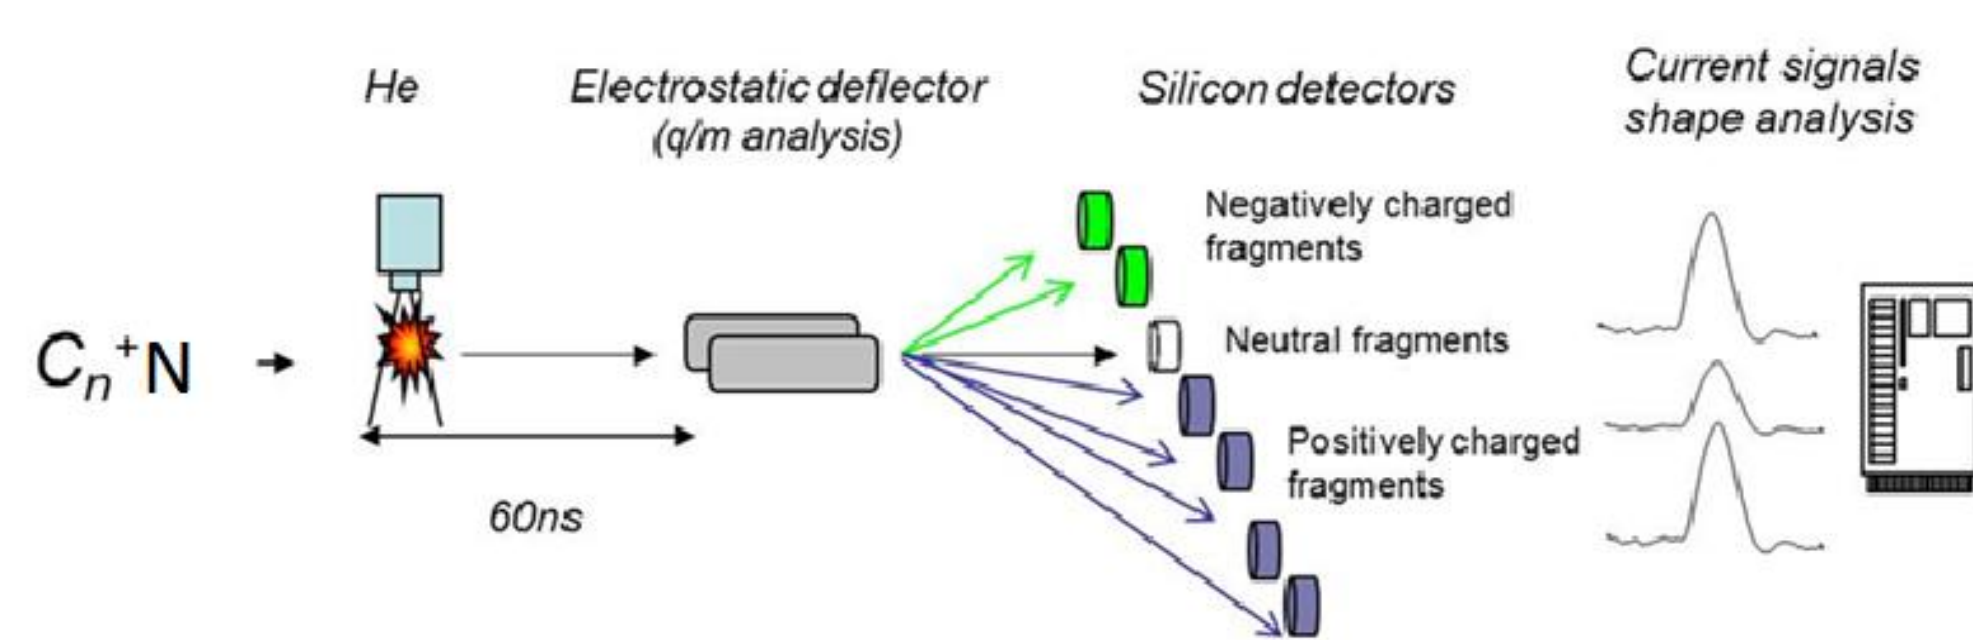 He
Electrostatic deflector
(q/m analysis)
Silicon detectors
Current signals
shape analysis
Negatively charged
fragments
Neutral fragments
Positively charged
fragments
Cn+N
60ns